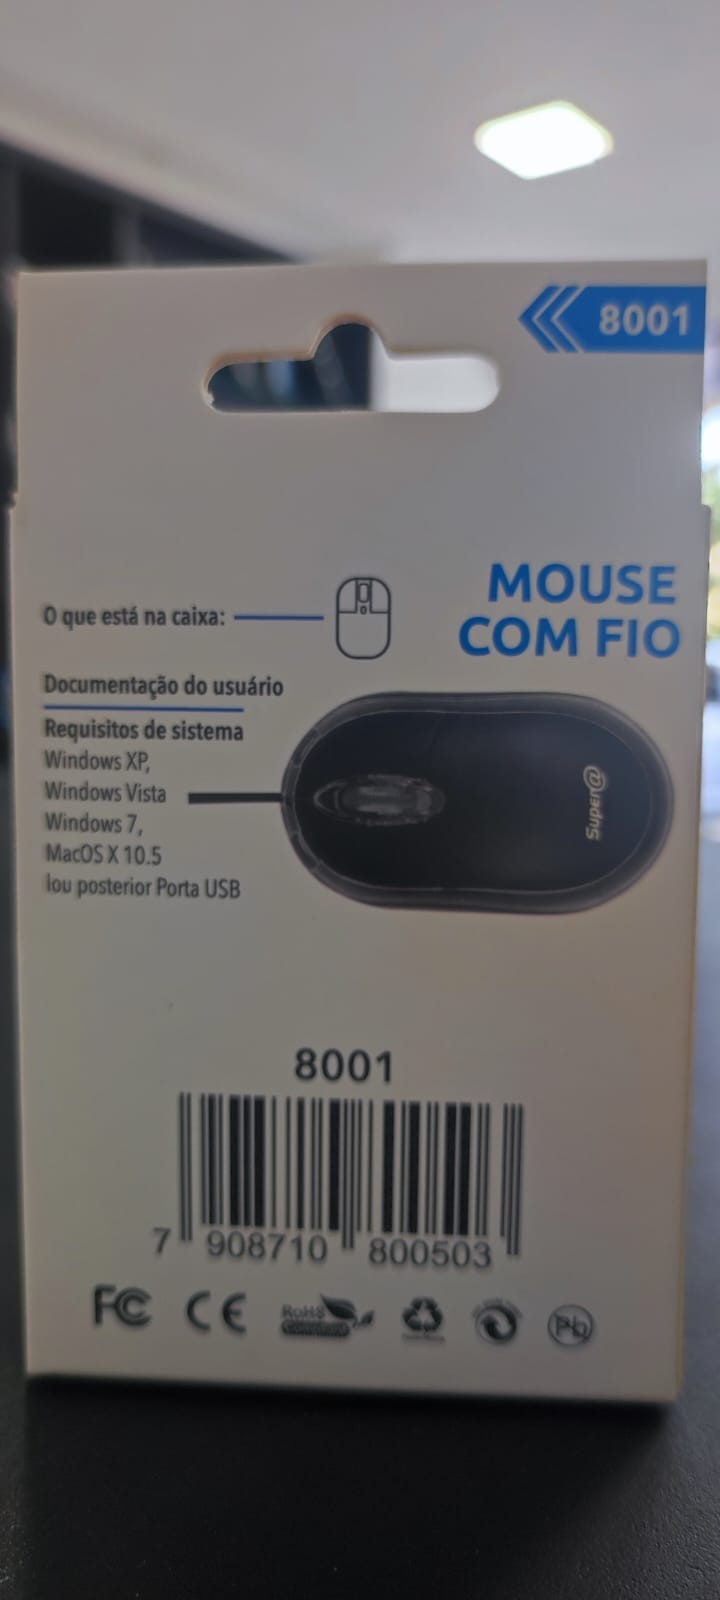 8001
MOUSE
COM FIO
O que está na caixa:
Documentação do usuário
Requisitos de sistema
Windows XP,
Windows Vista
Windows 7,
MacOS X 10.5
lou posterior Porta USB
Super@
8001
7 908710 800503
FC CE RoHS Pb